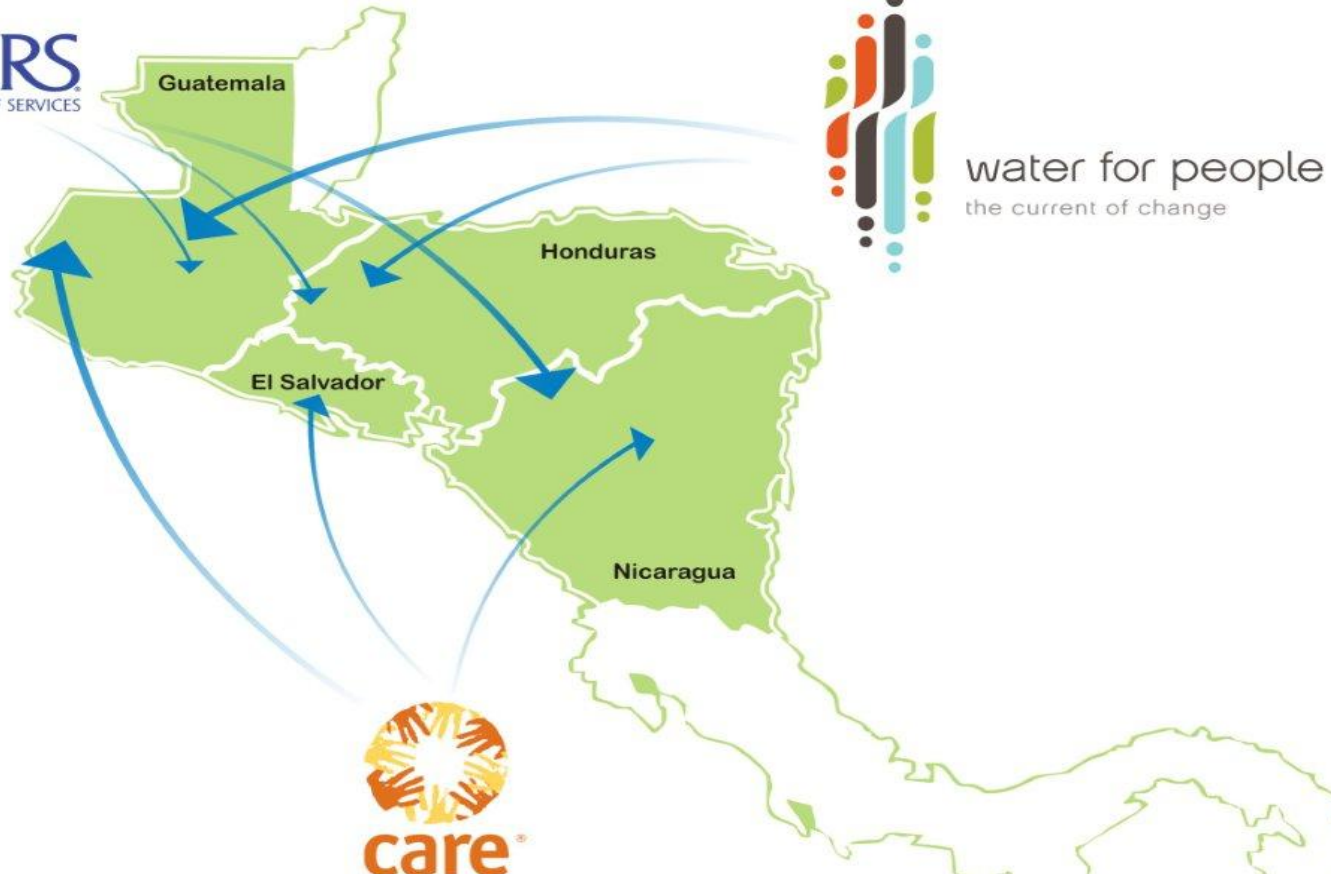 RS
F SERVICES
Guatemala
water for people
the current of change
Honduras
El Salvador
Nicaragua
care®